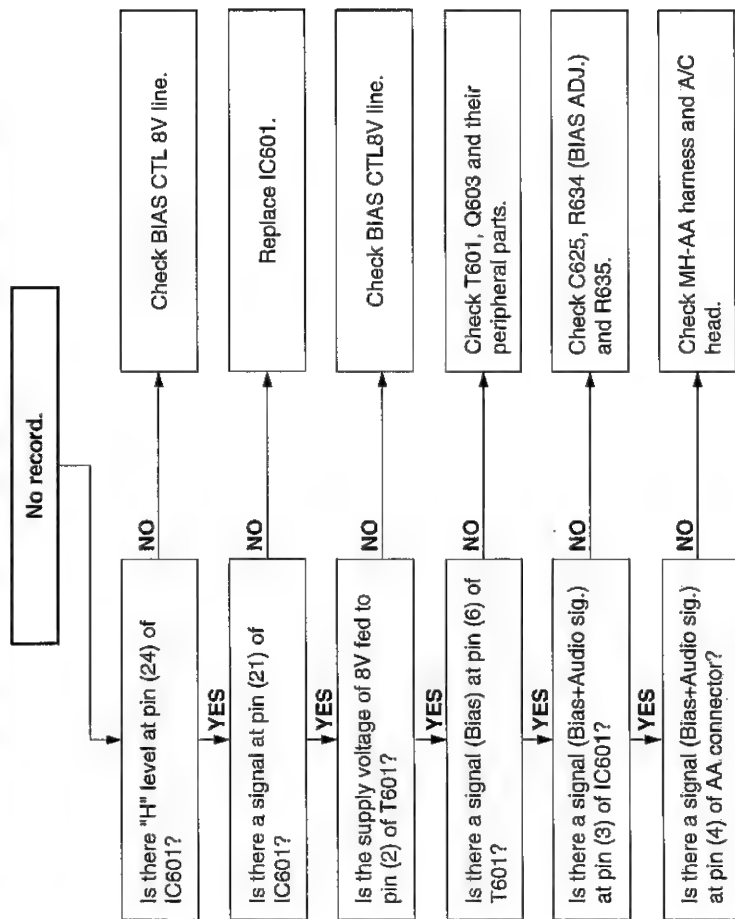 No record.
Is there "H" level at pin (24) of
IC601?
NO
Check BIAS CTL 8V line.
YES
Is there a signal at pin (21) of
IC601?
NO
Replace IC601.
YES
Is the supply voltage of 8V fed to
pin (2) of T601?
NO
Check BIAS CTL8V line.
YES
Is there a signal (Bias) at pin (6) of
T601?
NO
Check T601, Q603 and their
peripheral parts.
YES
Is there a signal (Bias+Audio sig.)
at pin (3) of IC601?
NO
Check C625, R634 (BIAS ADJ.)
and R635.
YES
Is there a signal (Bias+Audio sig.)
at pin (4) of AA connector?
NO
Check MH-AA harness and A/C
head.